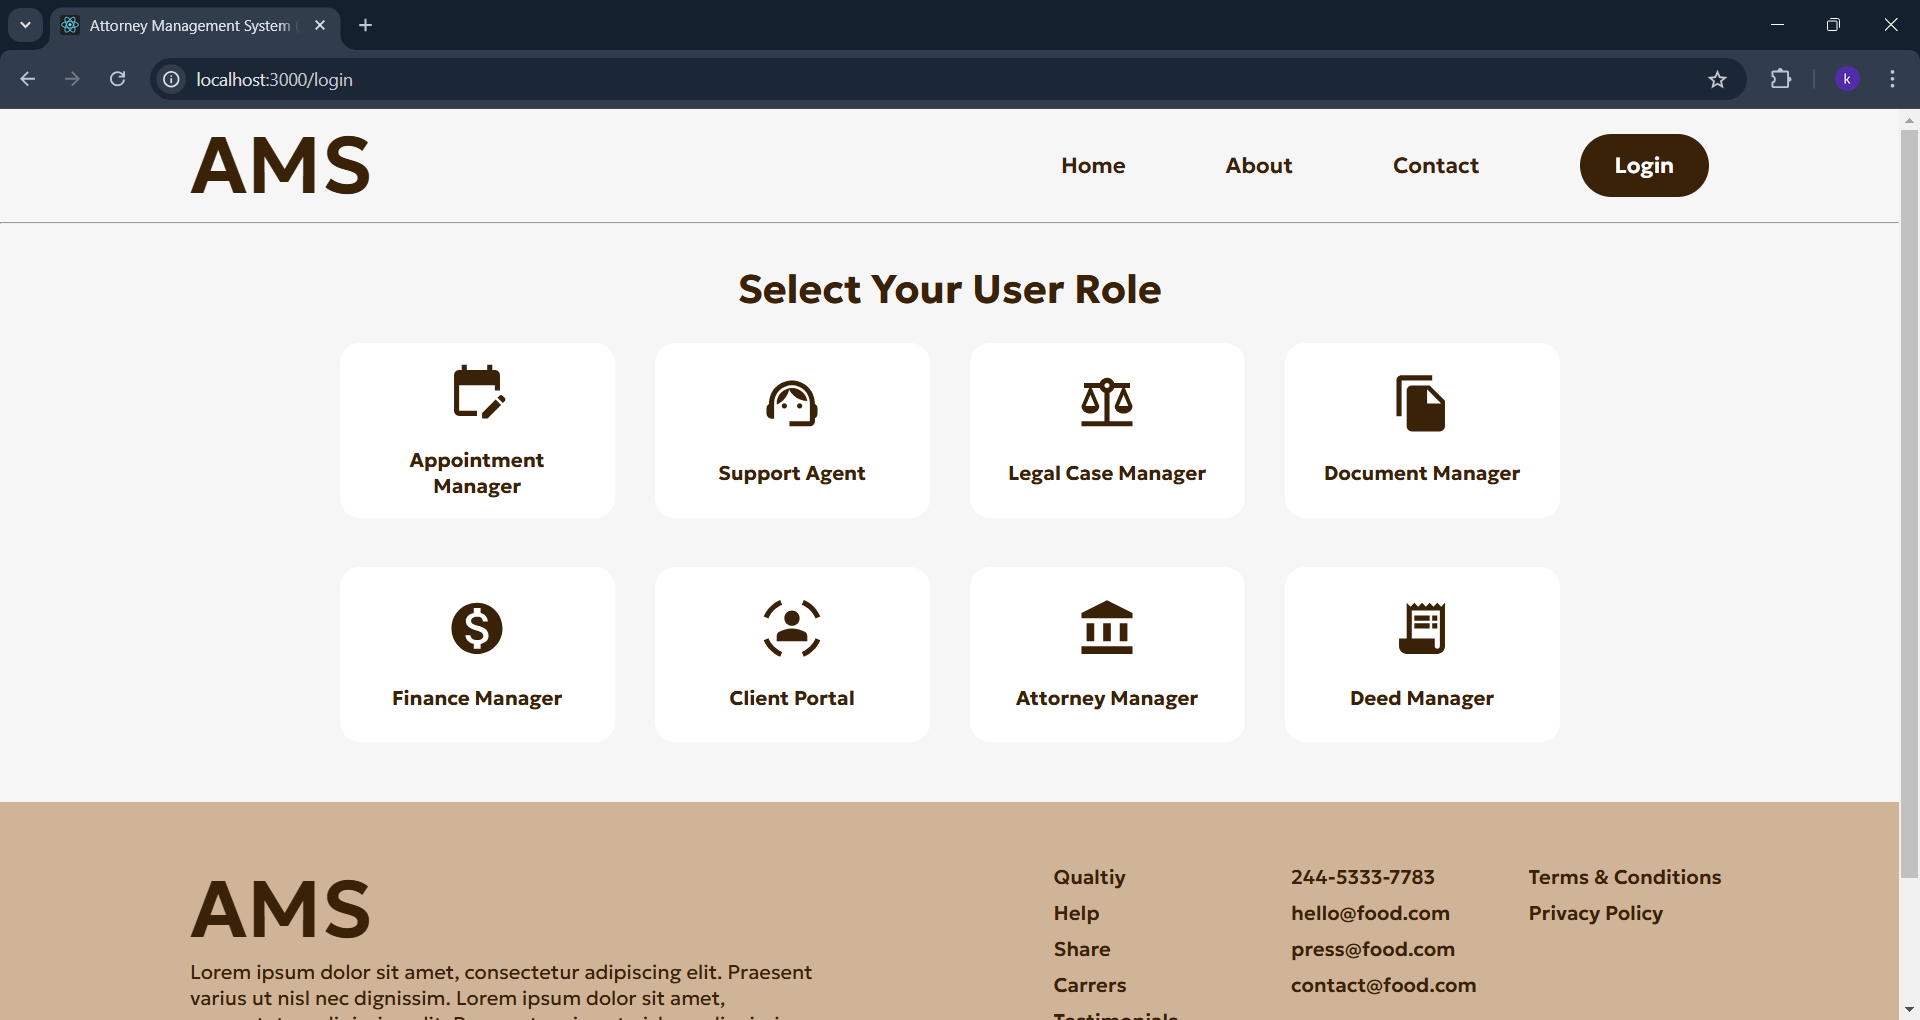 Attorney Management System
k
localhost:3000/login
AMS
Home
About
Contact
Login
Select Your User Role
Appointment
Manager
Support Agent
Legal Case Manager
Document Manager
Finance Manager
Client Portal
Attorney Manager
Deed Manager
AMS
Lorem ipsum dolor sit amet, consectetur adipiscing elit. Praesent
varius ut nisl nec dignissim. Lorem ipsum dolor sit amet,
Qualtiy
Help
Share
Carrers
Testimonials
244-5333-7783
hello@food.com
press@food.com
contact@food.com
Terms & Conditions
Privacy Policy